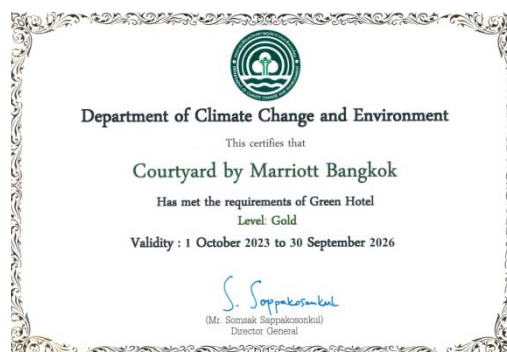 Department of Climate Change and Environment
This certifies that
Courtyard by Marriott Bangkok
Has met the requirements of Green Hotel
Level: Gold
Validity : 1 October 2023 to 30 September 2026
S. Sappakosonkul
(Mr. Somsak Sappakosonkul)
Director General